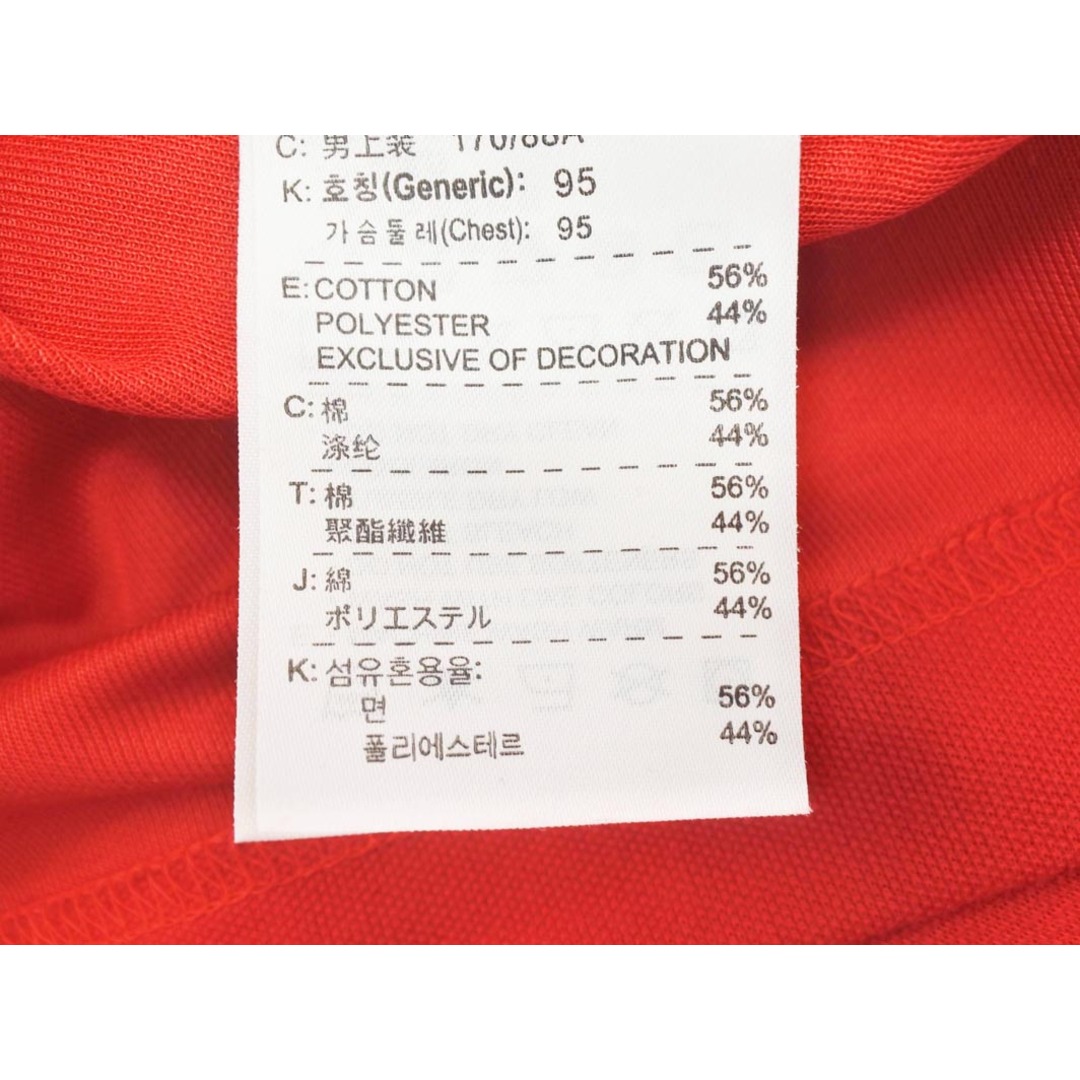 C: 男上装 170/88A
K: 호칭(Generic): 95
가슴둘레(Chest): 95
E: COTTON 56%
POLYESTER 44%
EXCLUSIVE OF DECORATION
C: 棉 56%
涤纶 44%
T: 棉 56%
聚酯纖維 44%
J: 綿 56%
ポリエステル 44%
K: 섬유혼용율:
면 56%
폴리에스테르 44%